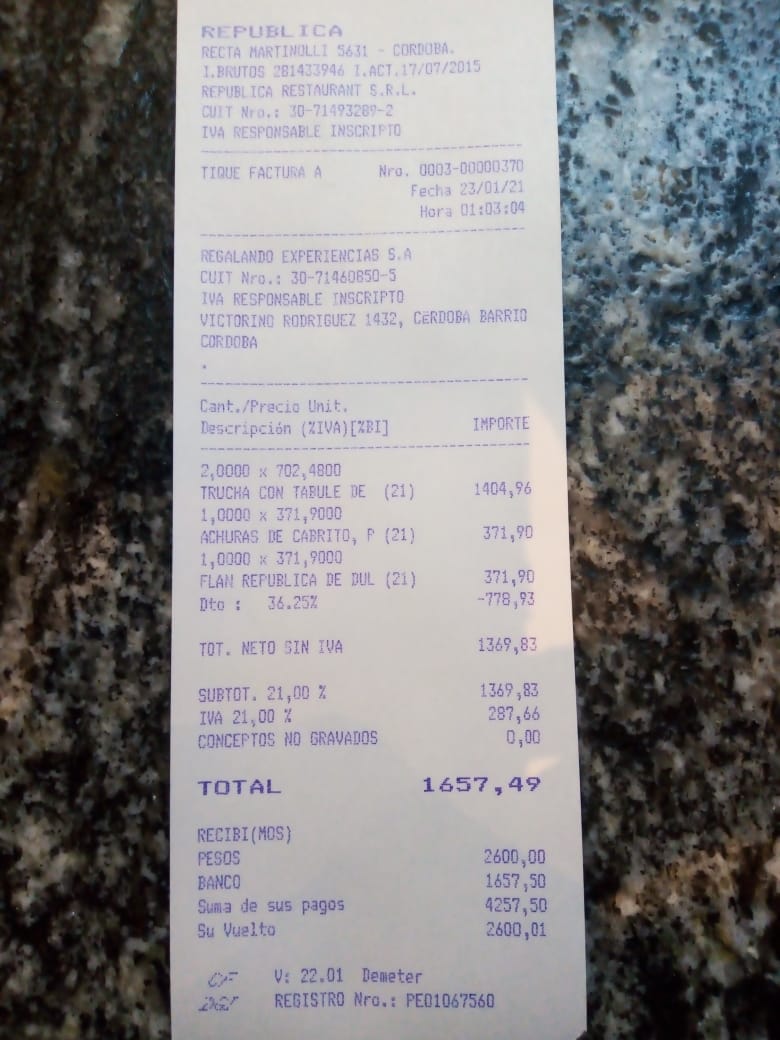 REPUBLICA
RECTA MARTINOLLI 5631 - CORDOBA.
I.BRUTOS 281433946 I.ACT.17/07/2015
REPUBLICA RESTAURANT S.R.L.
CUIT Nro.: 30-71493289-2
IVA RESPONSABLE INSCRIPTO
TIQUE FACTURA A Nro. 0003-00000370
Fecha 23/01/21
Hora 01:03:04
REGALANDO EXPERIENCIAS S.A
CUIT Nro.: 30-71460850-5
IVA RESPONSABLE INSCRIPTO
VICTORINO RODRIGUEZ 1432, CËRDOBA BARRIO
CORDOBA
.
Cant./Precio Unit.
Descripción (%IVA)[%BI] IMPORTE
2,0000 x 702,4800
TRUCHA CON TABULE DE (21) 1404,96
1,0000 x 371,9000
ACHURAS DE CABRITO, P (21) 371,90
1,0000 x 371,9000
FLAN REPUBLICA DE DUL (21) 371,90
Dto : 36.25% -778,93
TOT. NETO SIN IVA 1369,83
SUBTOT. 21,00 % 1369,83
IVA 21,00 % 287,66
CONCEPTOS NO GRAVADOS 0,00
TOTAL 1657,49
RECIBI(MOS)
PESOS 2600,00
BANCO 1657,50
Suma de sus pagos 4257,50
Su Vuelto 2600,01
CF V: 22.01 Demeter
DGI REGISTRO Nro.: PEO1067560